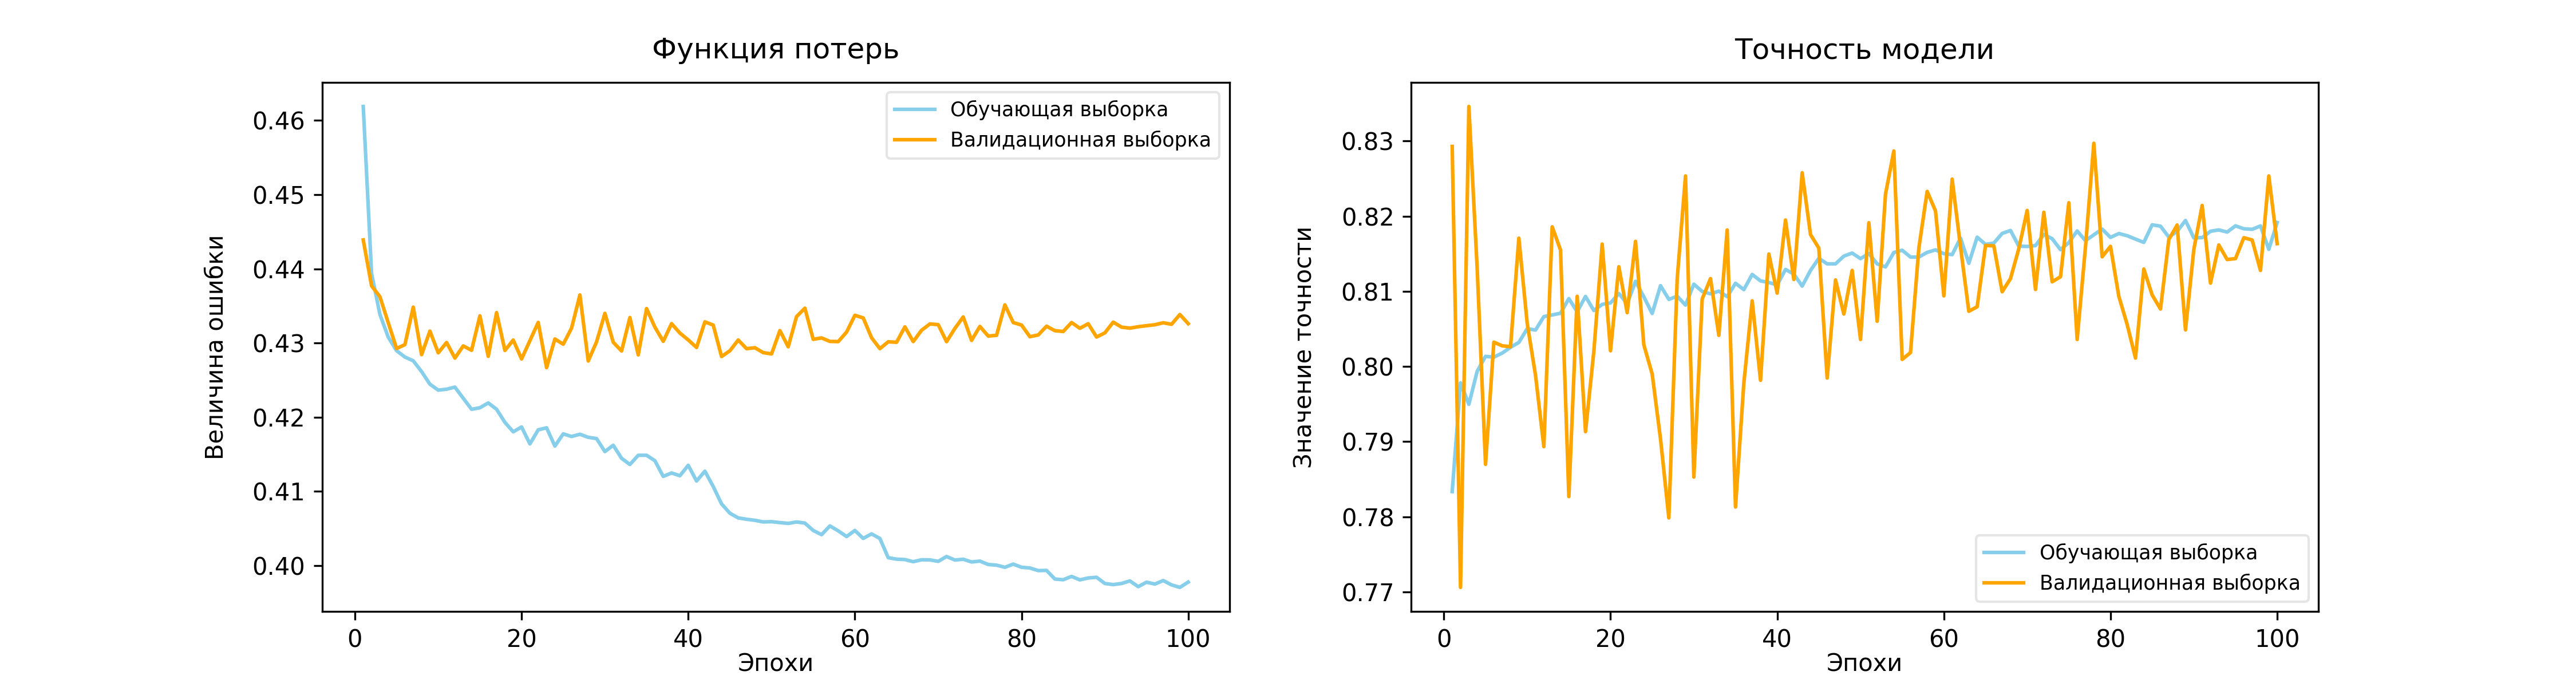 Функция потерь
0.46
0.45
0.44
0.43
0.42
0.41
0.40
Величина ошибки
0
20
40
60
80
100
Эпохи
Обучающая выборка
Валидационная выборка
Точность модели
0.83
0.82
0.81
0.80
0.79
0.78
0.77
Значение точности
0
20
40
60
80
100
Эпохи
Обучающая выборка
Валидационная выборка